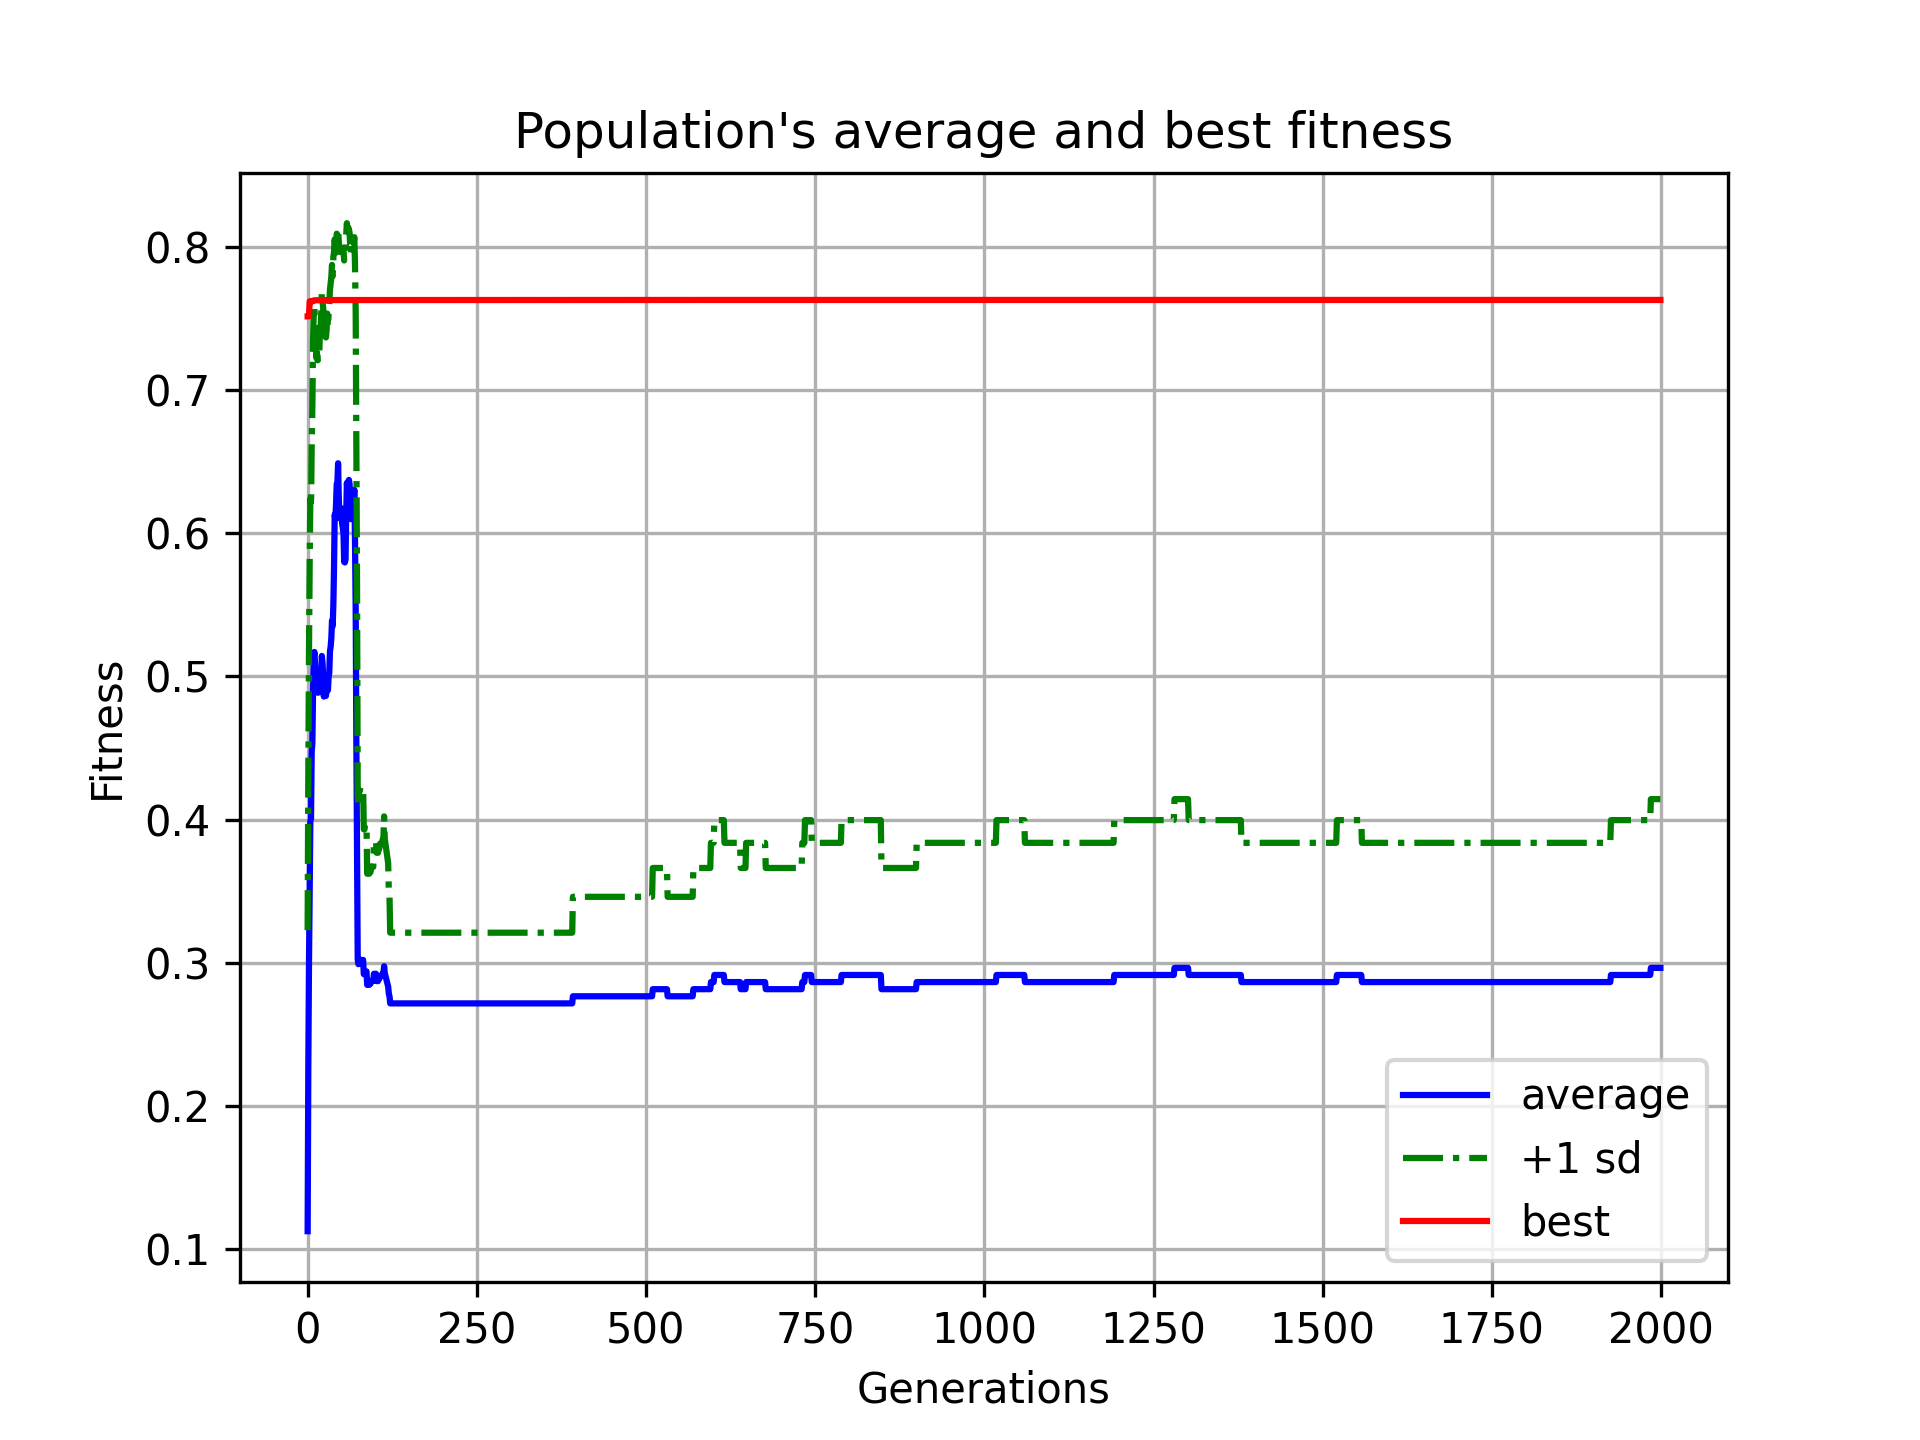 Population's average and best fitness
Fitness
0.8
0.7
0.6
0.5
0.4
0.3
0.2
0.1
average
+1 sd
best
0 250 500 750 1000 1250 1500 1750 2000
Generations